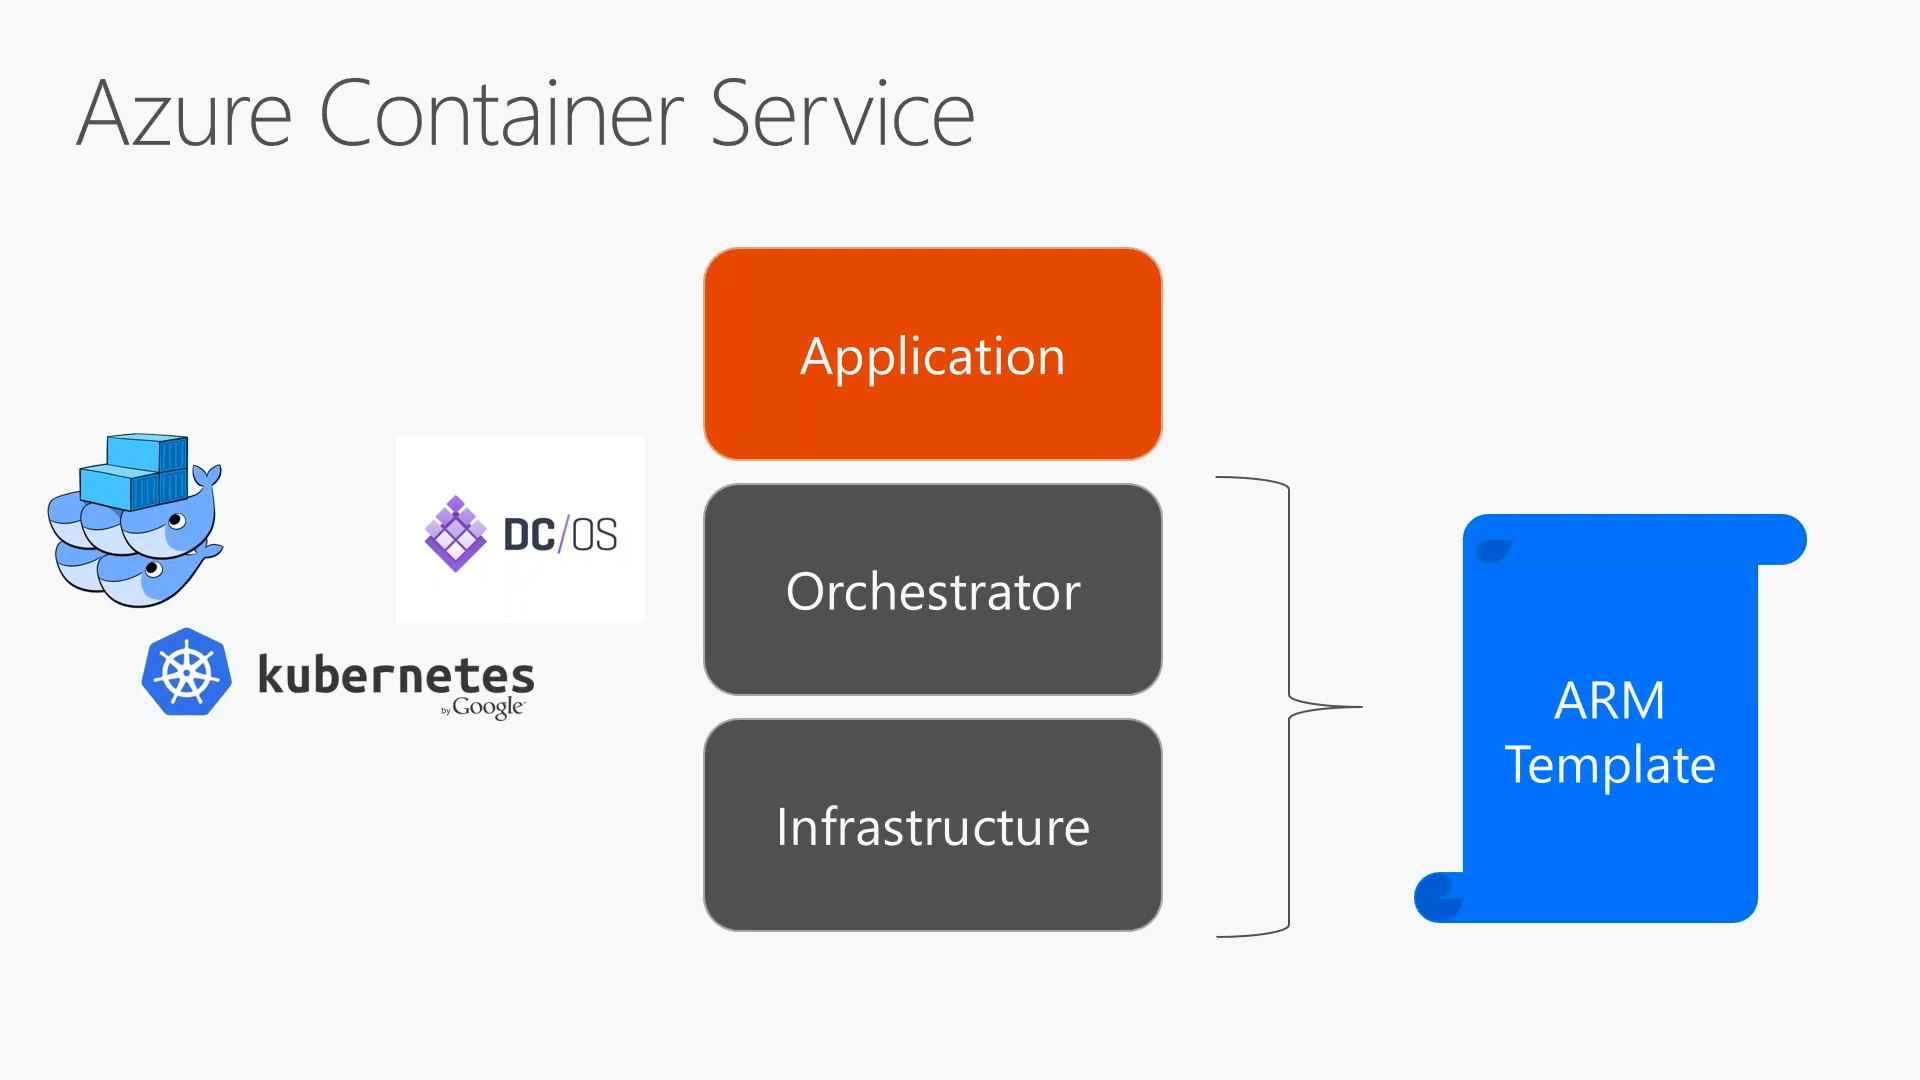 Azure Container Service
Application
DC/OS
Orchestrator
kubernetes
by Google
Infrastructure
ARM
Template